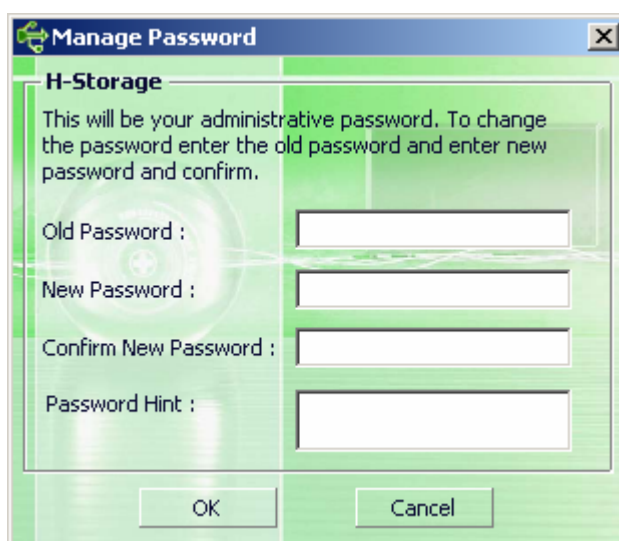 Manage Password
H-Storage
This will be your administrative password. To change
the password enter the old password and enter new
password and confirm.
Old Password :
New Password :
Confirm New Password :
Password Hint :
OK
Cancel